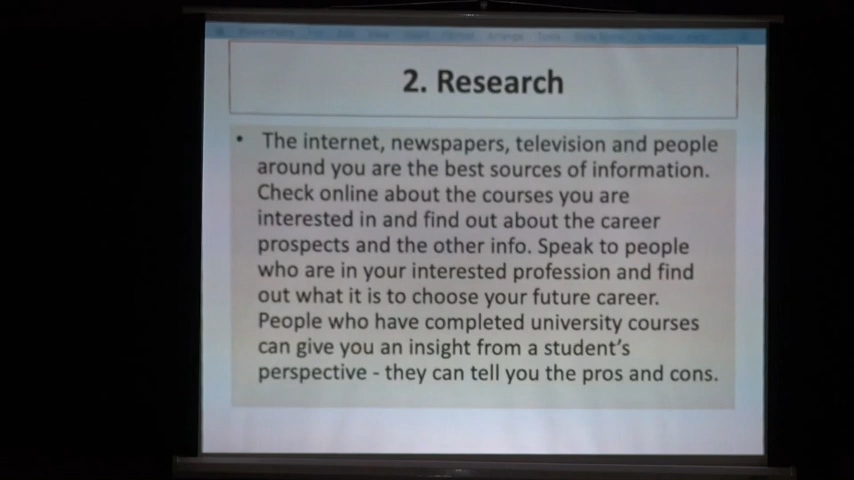 2. Research
• The internet, newspapers, television and people
around you are the best sources of information.
Check online about the courses you are
interested in and find out about the career
prospects and the other info. Speak to people
who are in your interested profession and find
out what it is to choose your future career.
People who have completed university courses
can give you an insight from a student's
perspective - they can tell you the pros and cons.